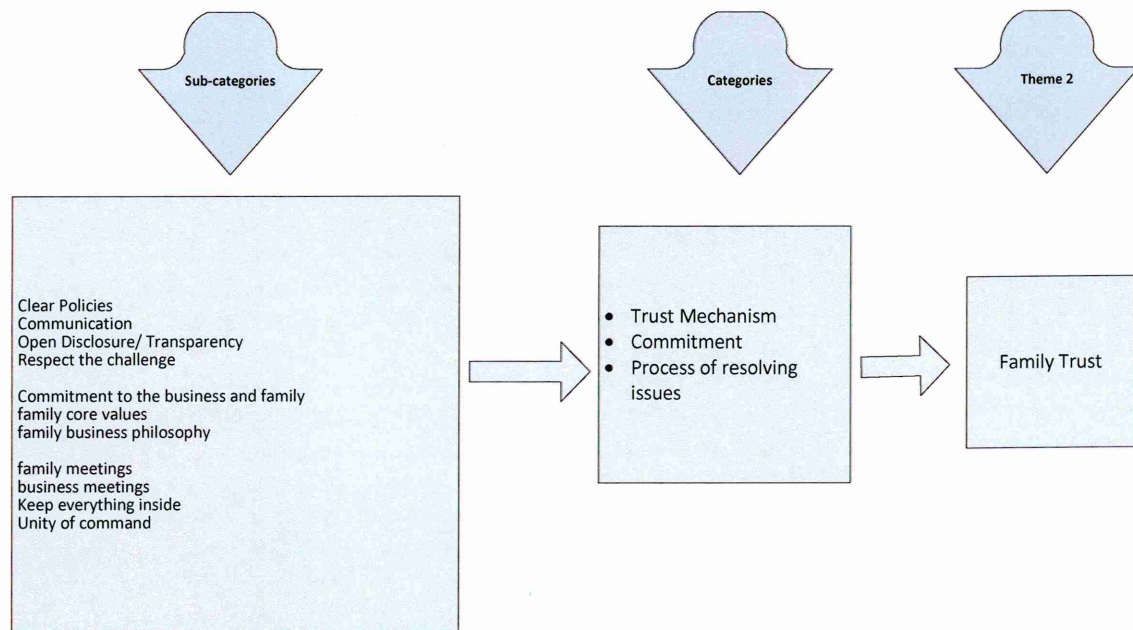 Sub-categories
Categories
Theme 2
Clear Policies
Communication
Open Disclosure/ Transparency
Respect the challenge
Commitment to the business and family
family core values
family business philosophy
family meetings
business meetings
Keep everything inside
Unity of command
• Trust Mechanism
• Commitment
• Process of resolving
issues
Family Trust